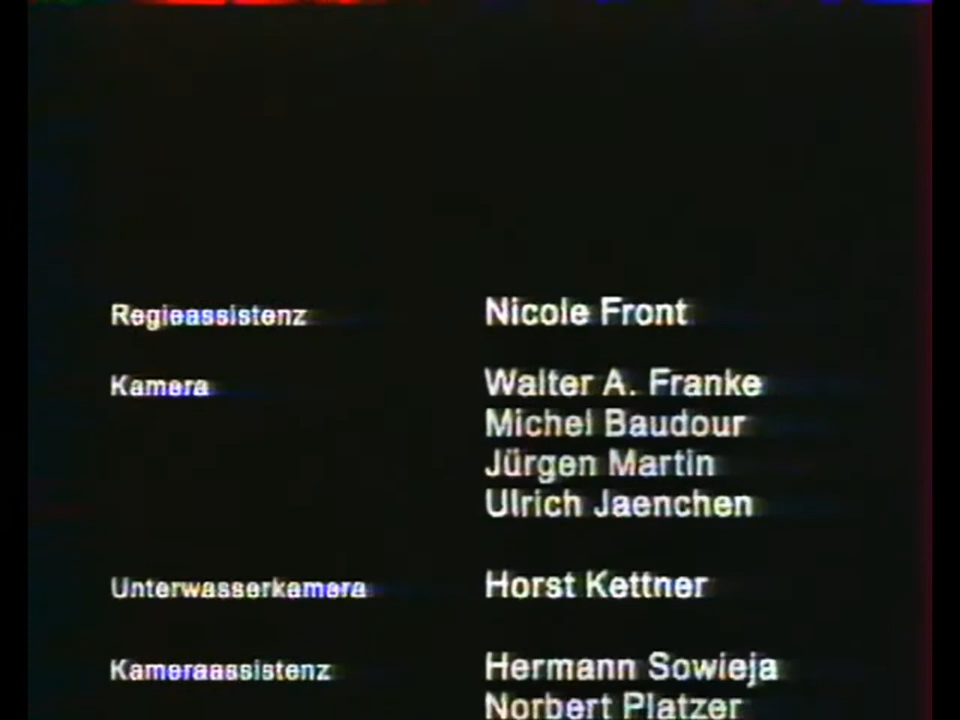 Regieassistenz Nicole Front
Kamera Walter A. Franke
Michel Baudour
Jürgen Martin
Ulrich Jaenchen
Unterwasserkamera Horst Kettner
Kameraassistenz Hermann Sowieja
Norbert Platzer